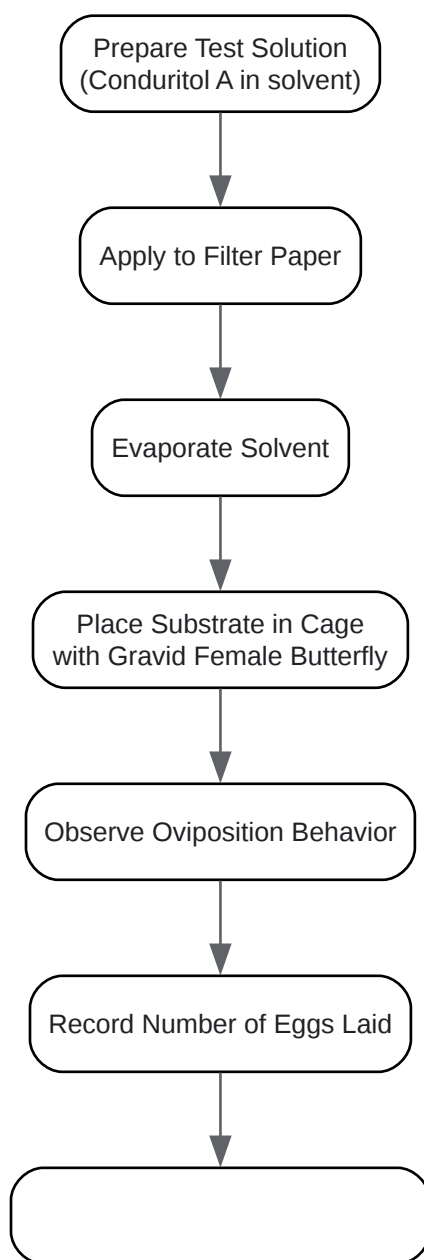 Prepare Test Solution
(Conduritol A in solvent)
Apply to Filter Paper
Evaporate Solvent
Place Substrate in Cage
with Gravid Female Butterfly
Observe Oviposition Behavior
Record Number of Eggs Laid